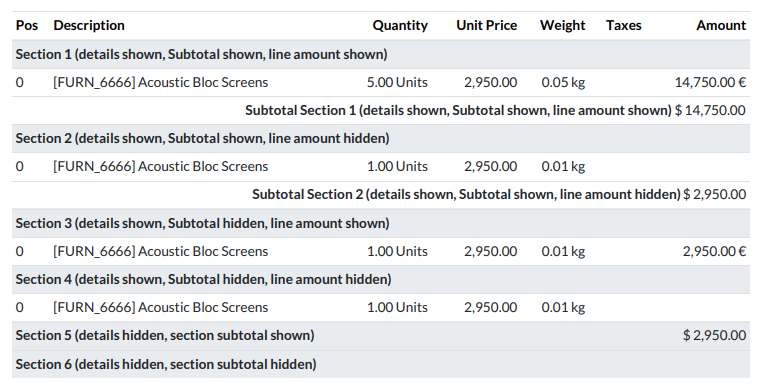 Pos Description Quantity Unit Price Weight Taxes Amount
Section 1 (details shown, Subtotal shown, line amount shown)
0 [FURN_6666] Acoustic Bloc Screens 5.00 Units 2,950.00 0.05 kg 14,750.00 €
Subtotal Section 1 (details shown, Subtotal shown, line amount shown) $ 14,750.00
Section 2 (details shown, Subtotal shown, line amount hidden)
0 [FURN_6666] Acoustic Bloc Screens 1.00 Units 2,950.00 0.01 kg
Subtotal Section 2 (details shown, Subtotal shown, line amount hidden) $ 2,950.00
Section 3 (details shown, Subtotal hidden, line amount shown)
0 [FURN_6666] Acoustic Bloc Screens 1.00 Units 2,950.00 0.01 kg 2,950.00 €
Section 4 (details shown, Subtotal hidden, line amount hidden)
0 [FURN_6666] Acoustic Bloc Screens 1.00 Units 2,950.00 0.01 kg
Section 5 (details hidden, section subtotal shown) $ 2,950.00
Section 6 (details hidden, section subtotal hidden)